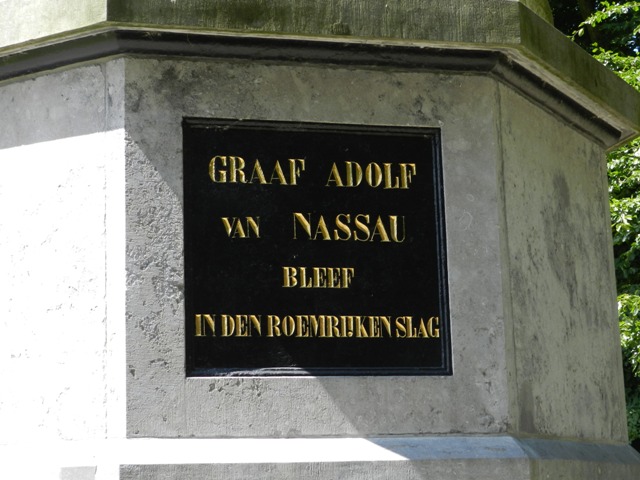 GRAAF ADOLF
VAN NASSAU
BLEEF
IN DEN ROEMRIJKEN SLAG